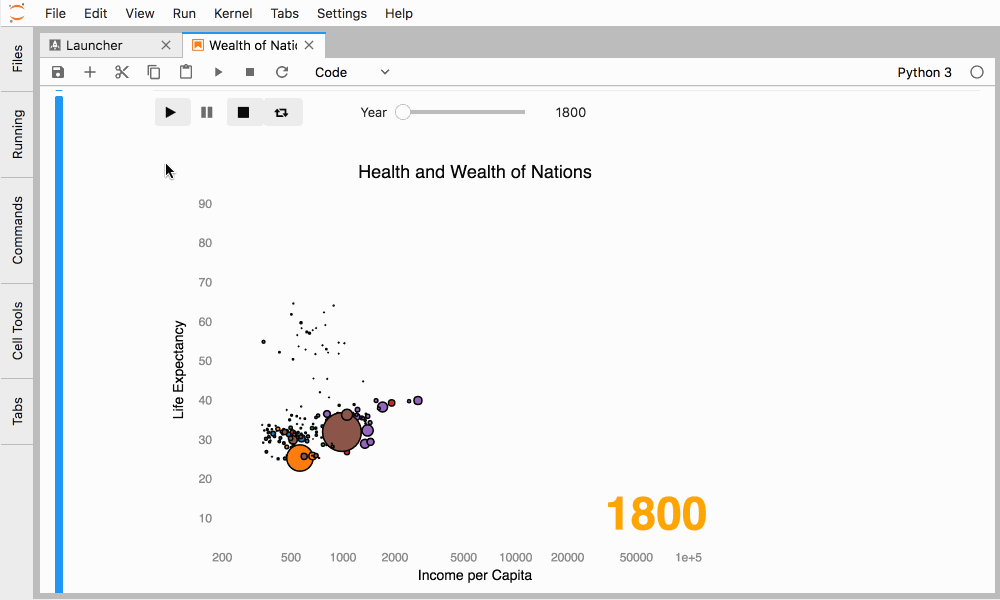 File Edit View Run Kernel Tabs Settings Help
Launcher Wealth of Natic
Code Python 3
Files
Running
Commands
Cell Tools
Tabs
Year 1800
Health and Wealth of Nations
90
80
70
60
50
40
30
20
10
Life Expectancy
1800
200 500 1000 2000 5000 10000 20000 50000 1e+5
Income per Capita